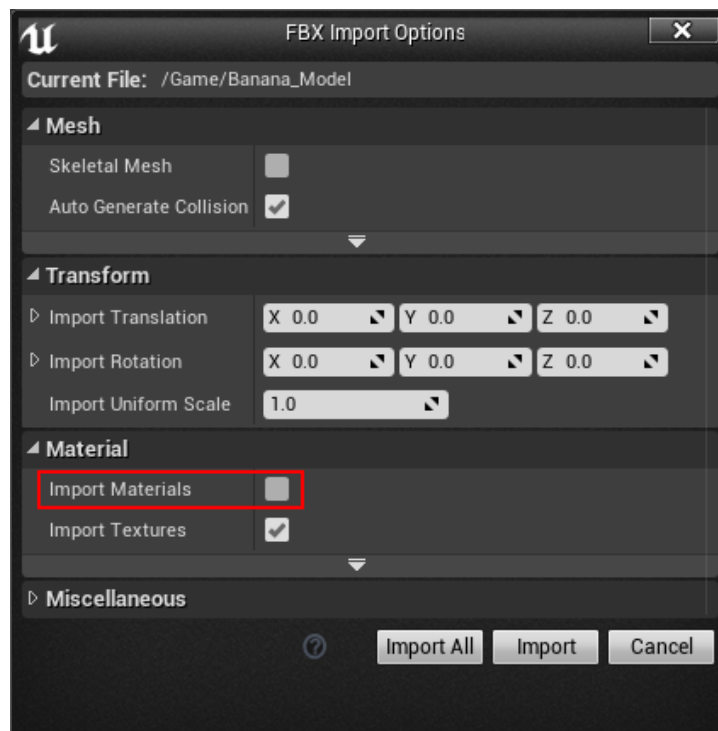 FBX Import Options
Current File: /Game/Banana_Model
Mesh
Skeletal Mesh
Auto Generate Collision
Transform
Import Translation X 0.0 Y 0.0 Z 0.0
Import Rotation X 0.0 Y 0.0 Z 0.0
Import Uniform Scale 1.0
Material
Import Materials
Import Textures
Miscellaneous
? Import All Import Cancel